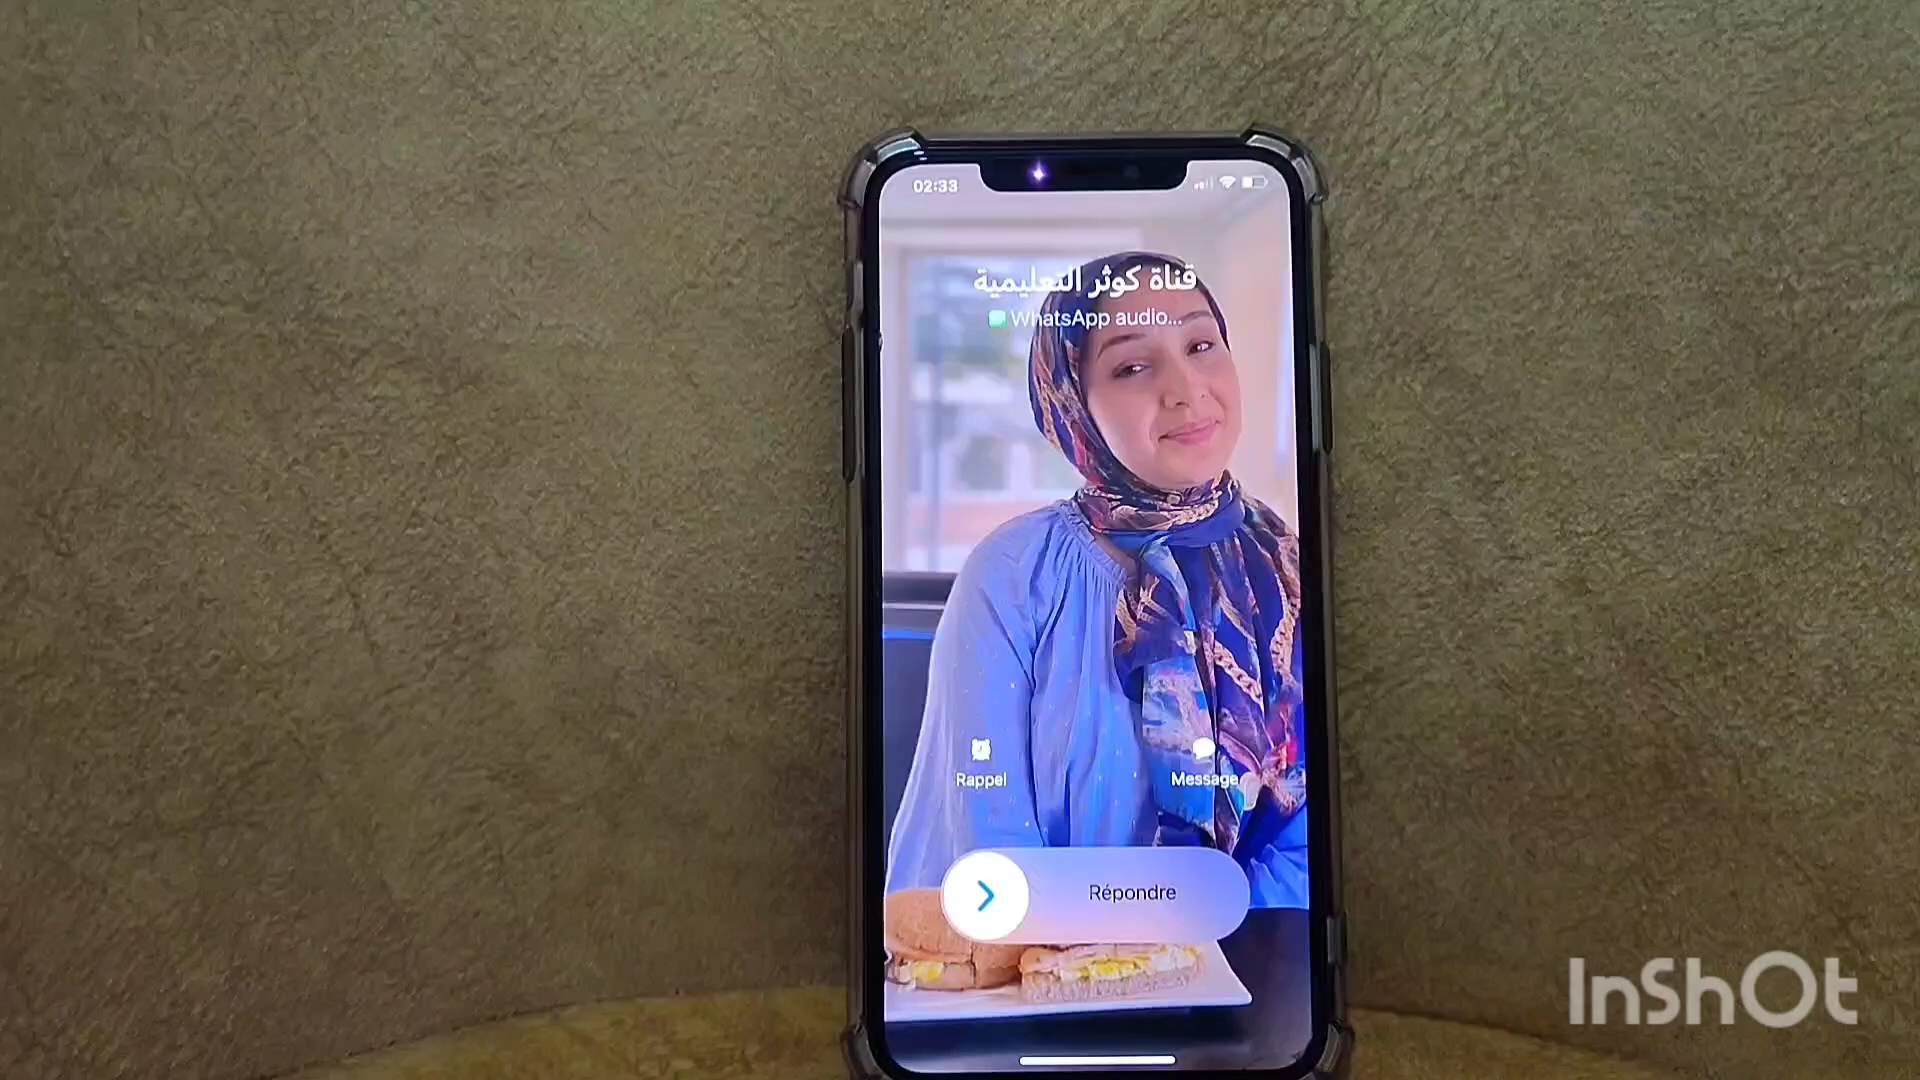 02:33
قناة كوثر التعليمية
WhatsApp audio...
Rappel
Message
Répondre
InShOt